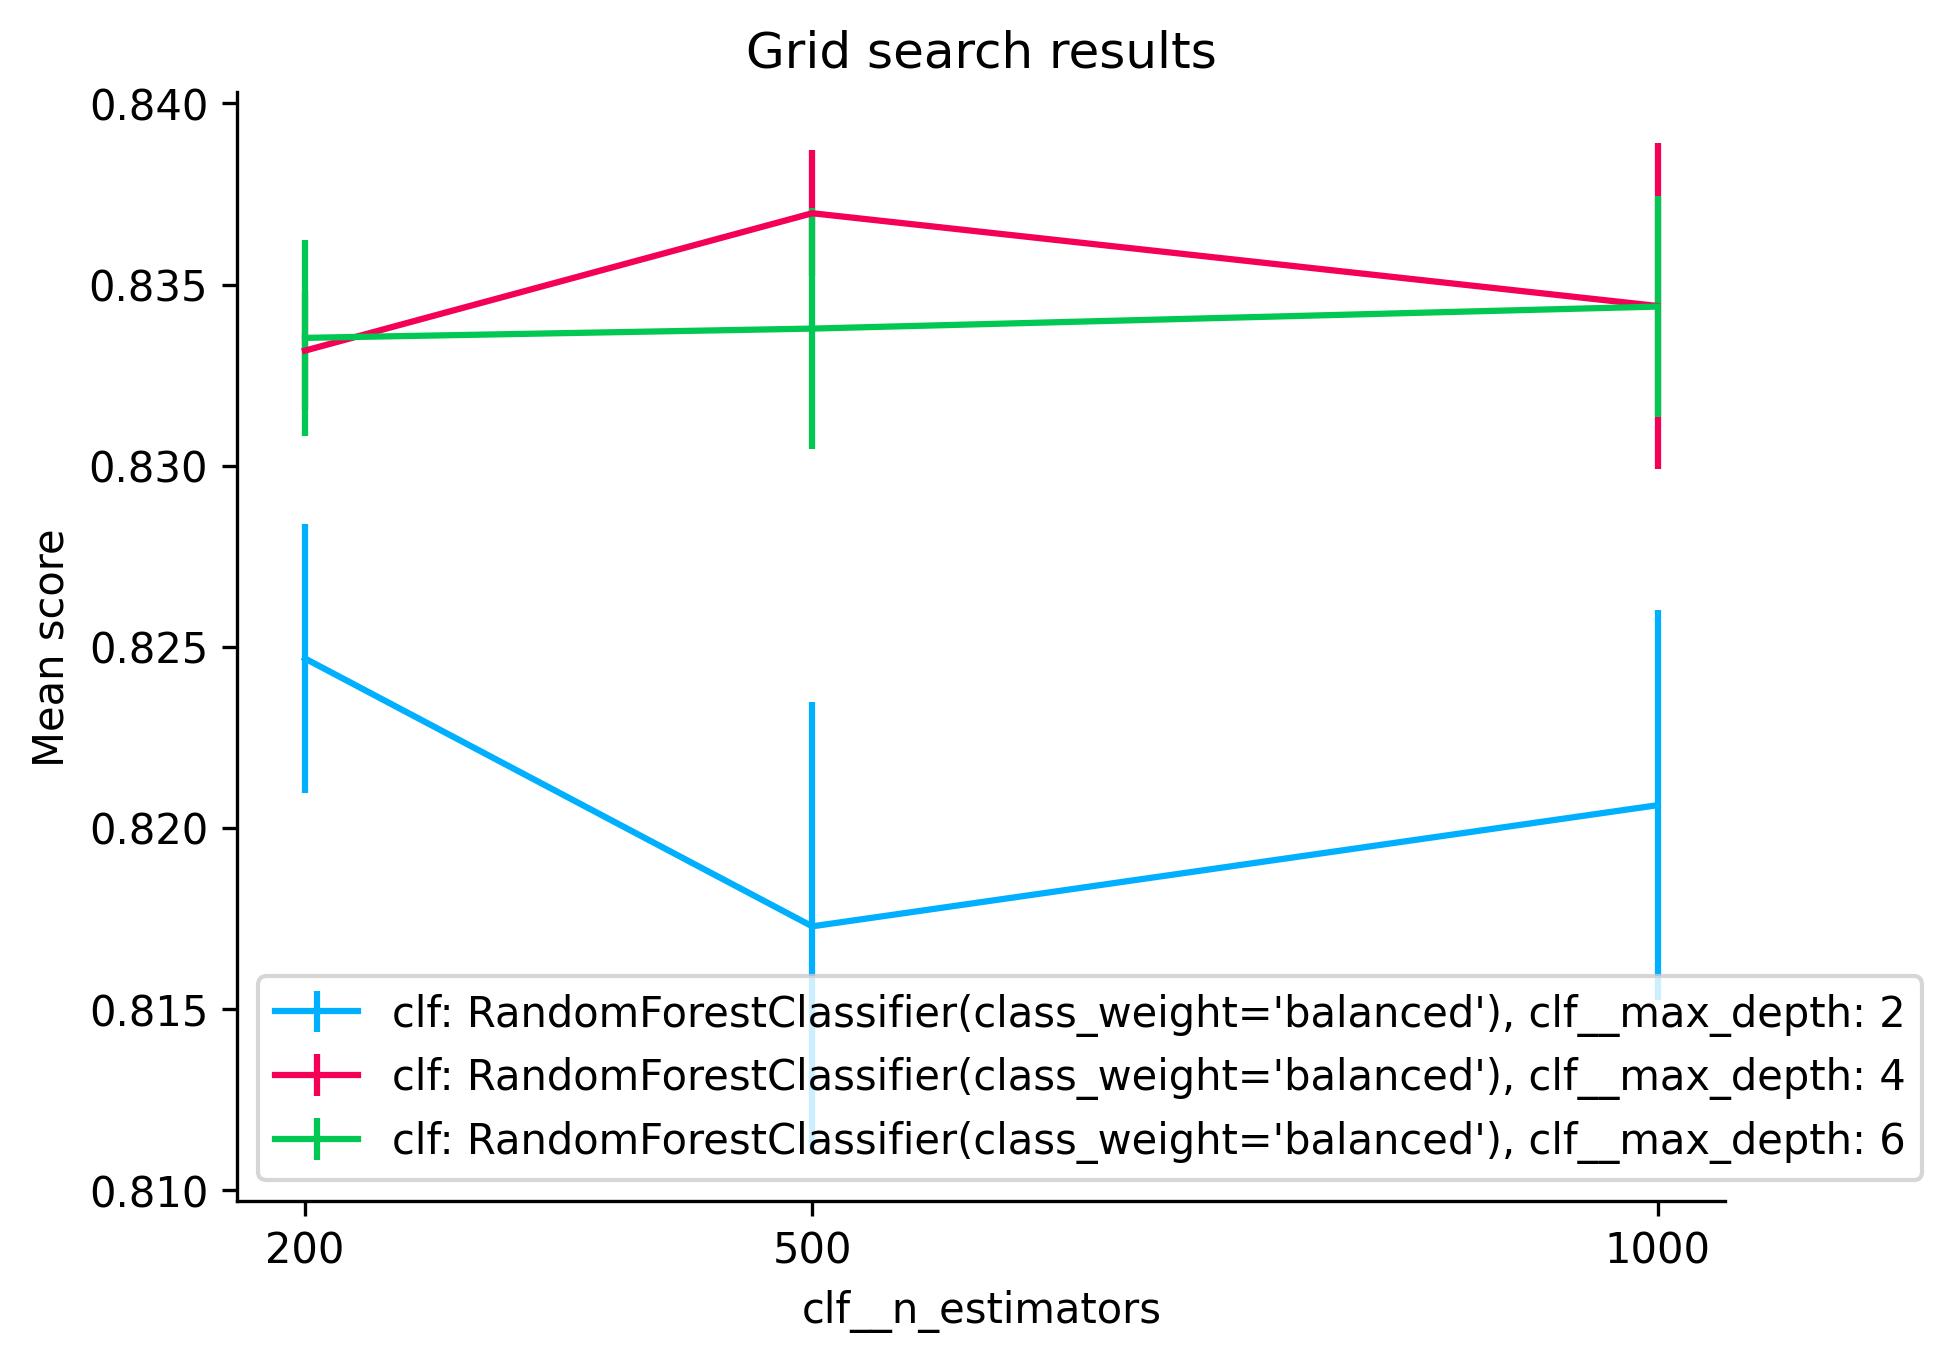 Grid search results
0.840
0.835
0.830
0.825
0.820
0.815
0.810
Mean score
clf: RandomForestClassifier(class_weight='balanced'), clf__max_depth: 2
clf: RandomForestClassifier(class_weight='balanced'), clf__max_depth: 4
clf: RandomForestClassifier(class_weight='balanced'), clf__max_depth: 6
200 500 1000
clf__n_estimators